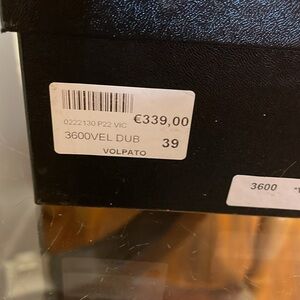 €339,00
0222130 P22 VIC
3600VEL DUB 39
VOLPATO
3600